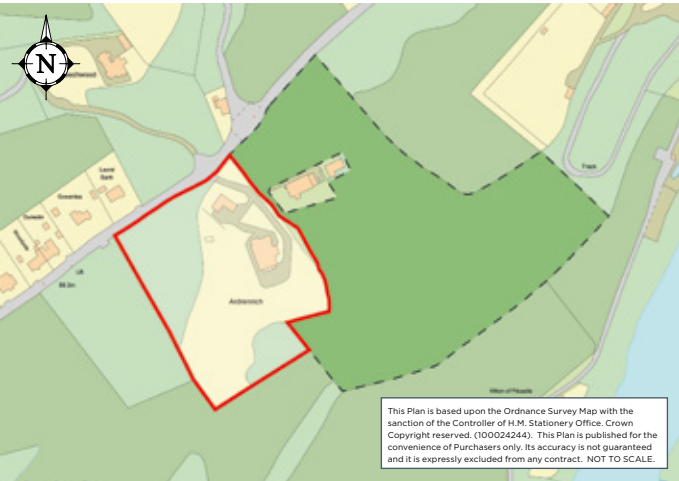 N
Track
Ardrennich
This Plan is based upon the Ordnance Survey Map with the
sanction of the Controller of H.M. Stationery Office. Crown
Copyright reserved. (100024244). This Plan is published for the
convenience of Purchasers only. Its accuracy is not guaranteed
and it is expressly excluded from any contract. NOT TO SCALE.